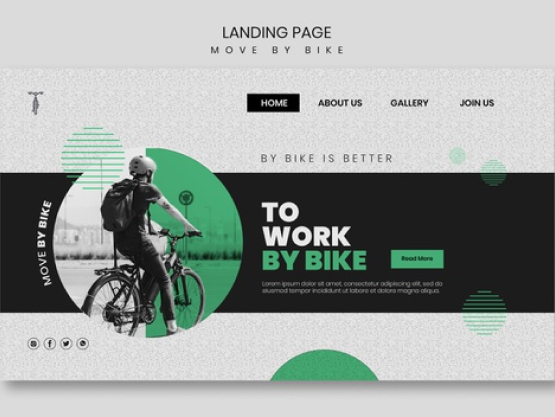 LANDING PAGE
MOVE BY BIKE
HOME
ABOUT US
GALLERY
JOIN US
BY BIKE IS BETTER
MOVE BY BIKE
TO
WORK
BY BIKE
Read More
Lorem ipsum dolor sit amet, consectetur adipiscing elit, sed do
eiusmod tempor incididunt ut labore et dolore magna aliqua.